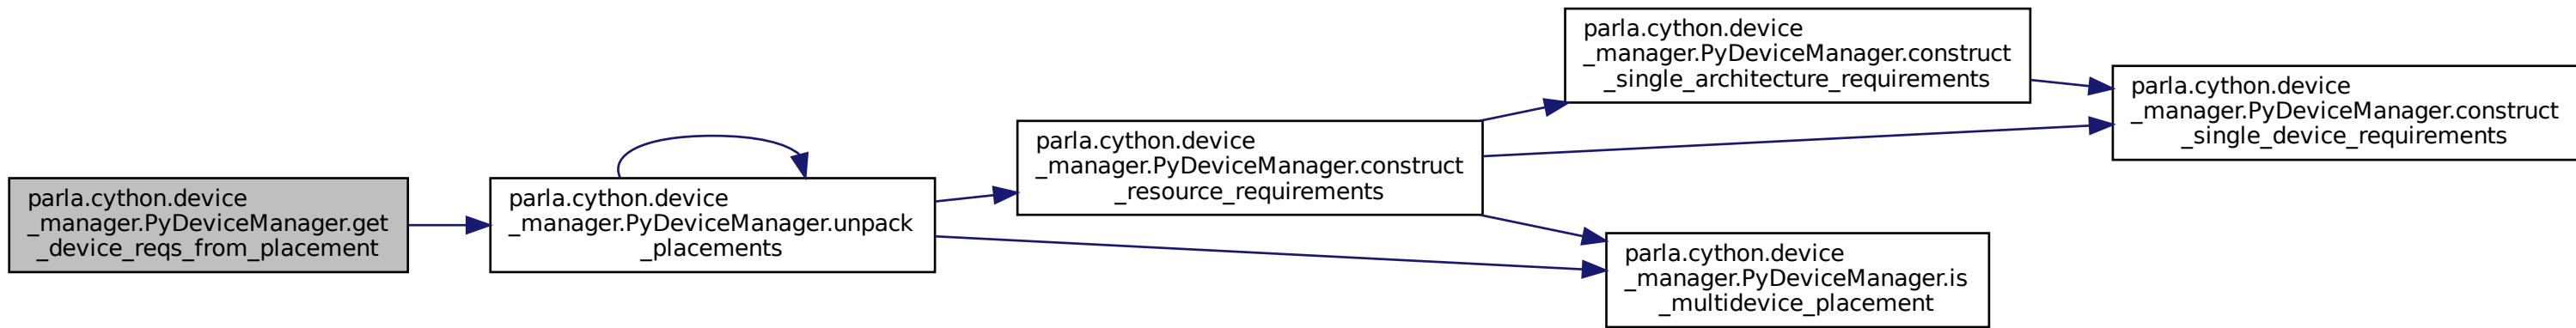 parla.cython.device
_manager.PyDeviceManager.get
_device_reqs_from_placement
parla.cython.device
_manager.PyDeviceManager.unpack
_placements
parla.cython.device
_manager.PyDeviceManager.construct
_resource_requirements
parla.cython.device
_manager.PyDeviceManager.construct
_single_architecture_requirements
parla.cython.device
_manager.PyDeviceManager.construct
_single_device_requirements
parla.cython.device
_manager.PyDeviceManager.is
_multidevice_placement